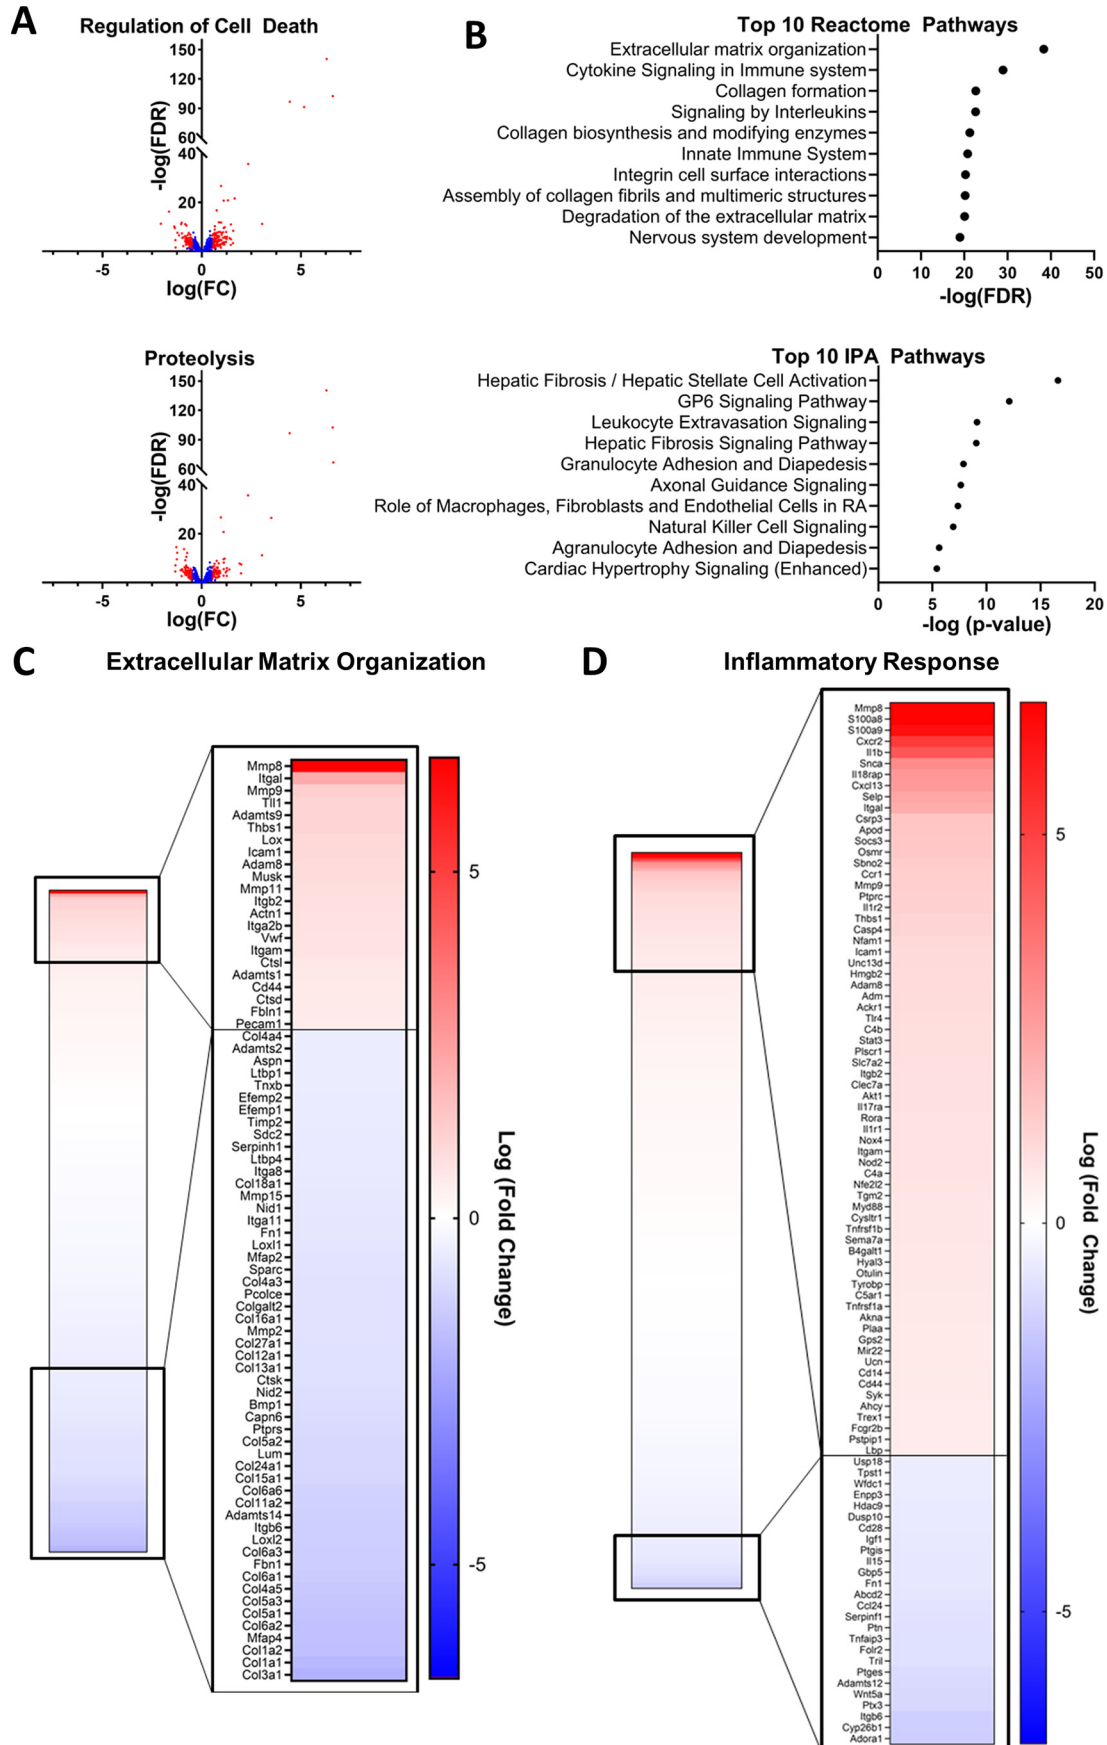 A
Regulation of Cell Death
-log(FDR)
150
120
90
60
40
20
-5
0
5
log(FC)
Proteolysis
-log(FDR)
150
120
90
60
40
20
-5
0
5
log(FC)
B
Top 10 Reactome Pathways
Extracellular matrix organization
Cytokine Signaling in Immune system
Collagen formation
Signaling by Interleukins
Collagen biosynthesis and modifying enzymes
Innate Immune System
Integrin cell surface interactions
Assembly of collagen fibrils and multimeric structures
Degradation of the extracellular matrix
Nervous system development
0 10 20 30 40 50
-log(FDR)
Top 10 IPA Pathways
Hepatic Fibrosis / Hepatic Stellate Cell Activation
GP6 Signaling Pathway
Leukocyte Extravasation Signaling
Hepatic Fibrosis Signaling Pathway
Granulocyte Adhesion and Diapedesis
Axonal Guidance Signaling
Role of Macrophages, Fibroblasts and Endothelial Cells in RA
Natural Killer Cell Signaling
Agranulocyte Adhesion and Diapedesis
Cardiac Hypertrophy Signaling (Enhanced)
0 5 10 15 20
-log (p-value)
C
Extracellular Matrix Organization
Mmp8
Itgal
Mmp9
Tll1
Adamts9
Thbs1
Lox
Icam1
Adam8
Musk
Mmp11
Itgb2
Actn1
Itga2b
Vwf
Itgam
Ctsl
Adamts1
Cd44
Ctsd
Fbln1
Pecam1
Col4a4
Adamts2
Aspn
Ltbp1
Tnxb
Efemp2
Efemp1
Timp2
Sdc2
Serpinh1
Ltbp4
Itga8
Col18a1
Mmp15
Nid1
Itga11
Fn1
Loxl1
Mfap2
Sparc
Col4a3
Pcolce
Colgalt2
Col16a1
Mmp2
Col27a1
Col12a1
Col13a1
Ctsk
Nid2
Bmp1
Capn6
Ptprs
Col5a2
Lum
Col24a1
Col15a1
Col6a6
Col11a2
Adamts14
Itgb6
Loxl2
Col6a3
Fbn1
Col6a1
Col4a5
Col5a3
Col5a1
Col6a2
Mfap4
Col1a2
Col1a1
Col3a1
5
0
-5
Log (Fold Change)
D
Inflammatory Response
Mmp8
S100a8
S100a9
Cxcr2
Il1b
Snca
Il18rap
Cxcl13
Selp
Itgal
Csrp3
Apod
Socs3
Osmr
Sbno2
Ccr1
Mmp9
Ptprc
Il1r2
Thbs1
Casp4
Nfam1
Icam1
Unc13d
Hmgb2
Adam8
Adm
Ackr1
Tlr4
C4b
Stat3
Plscr1
Slc7a2
Itgb2
Clec7a
Akt1
Il17ra
Rora
Il1r1
Nox4
Itgam
Nod2
C4a
Nfe2l2
Tgm2
Myd88
Cysltr1
Tnfrsf1b
Sema7a
B4galt1
Hyal3
Otulin
Tyrobp
C5ar1
Tnfrsf1a
Akna
Plaa
Gps2
Mir22
Ucn
Cd14
Cd44
Syk
Ahcy
Trex1
Fcgr2b
Pstpip1
Lbp
Usp18
Tpst1
Wfdc1
Enpp3
Hdac9
Dusp10
Cd28
Igf1
Ptgis
Il15
Gbp5
Fn1
Abcd2
Ccl24
Serpinf1
Ptn
Tnfaip3
Folr2
Tril
Ptges
Adamts12
Wnt5a
Ptx3
Itgb6
Cyp26b1
Adora1
5
0
-5
Log (Fold Change)